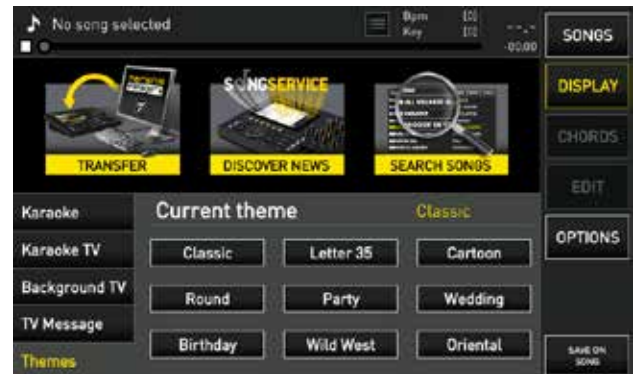 No song selected
Bpm [0]
Key [0]
--.-
-00.00
SONGS
DISPLAY
CHORDS
EDIT
OPTIONS
SAVE ON
SONG
SONGSERVICE
TRANSFER
DISCOVER NEWS
SEARCH SONGS
Karaoke
Karaoke TV
Background TV
TV Message
Themes
Current theme
Classic
Classic
Letter 35
Cartoon
Round
Party
Wedding
Birthday
Wild West
Oriental